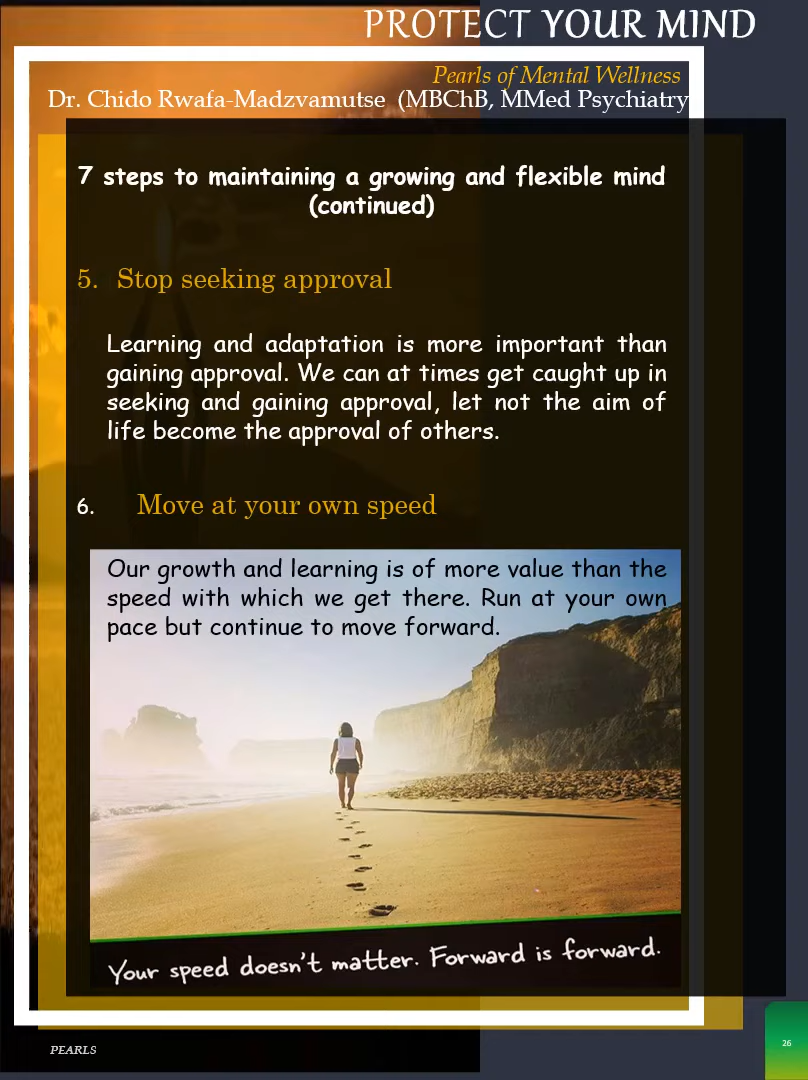 PROTECT YOUR MIND
Pearls of Mental Wellness
Dr. Chido Rwafa-Madzvamutse (MBChB, MMed Psychiatry
7 steps to maintaining a growing and flexible mind
(continued)
5. Stop seeking approval
Learning and adaptation is more important than
gaining approval. We can at times get caught up in
seeking and gaining approval, let not the aim of
life become the approval of others.
6. Move at your own speed
Our growth and learning is of more value than the
speed with which we get there. Run at your own
pace but continue to move forward.
Your speed doesn't matter. Forward is forward.
PEARLS
26